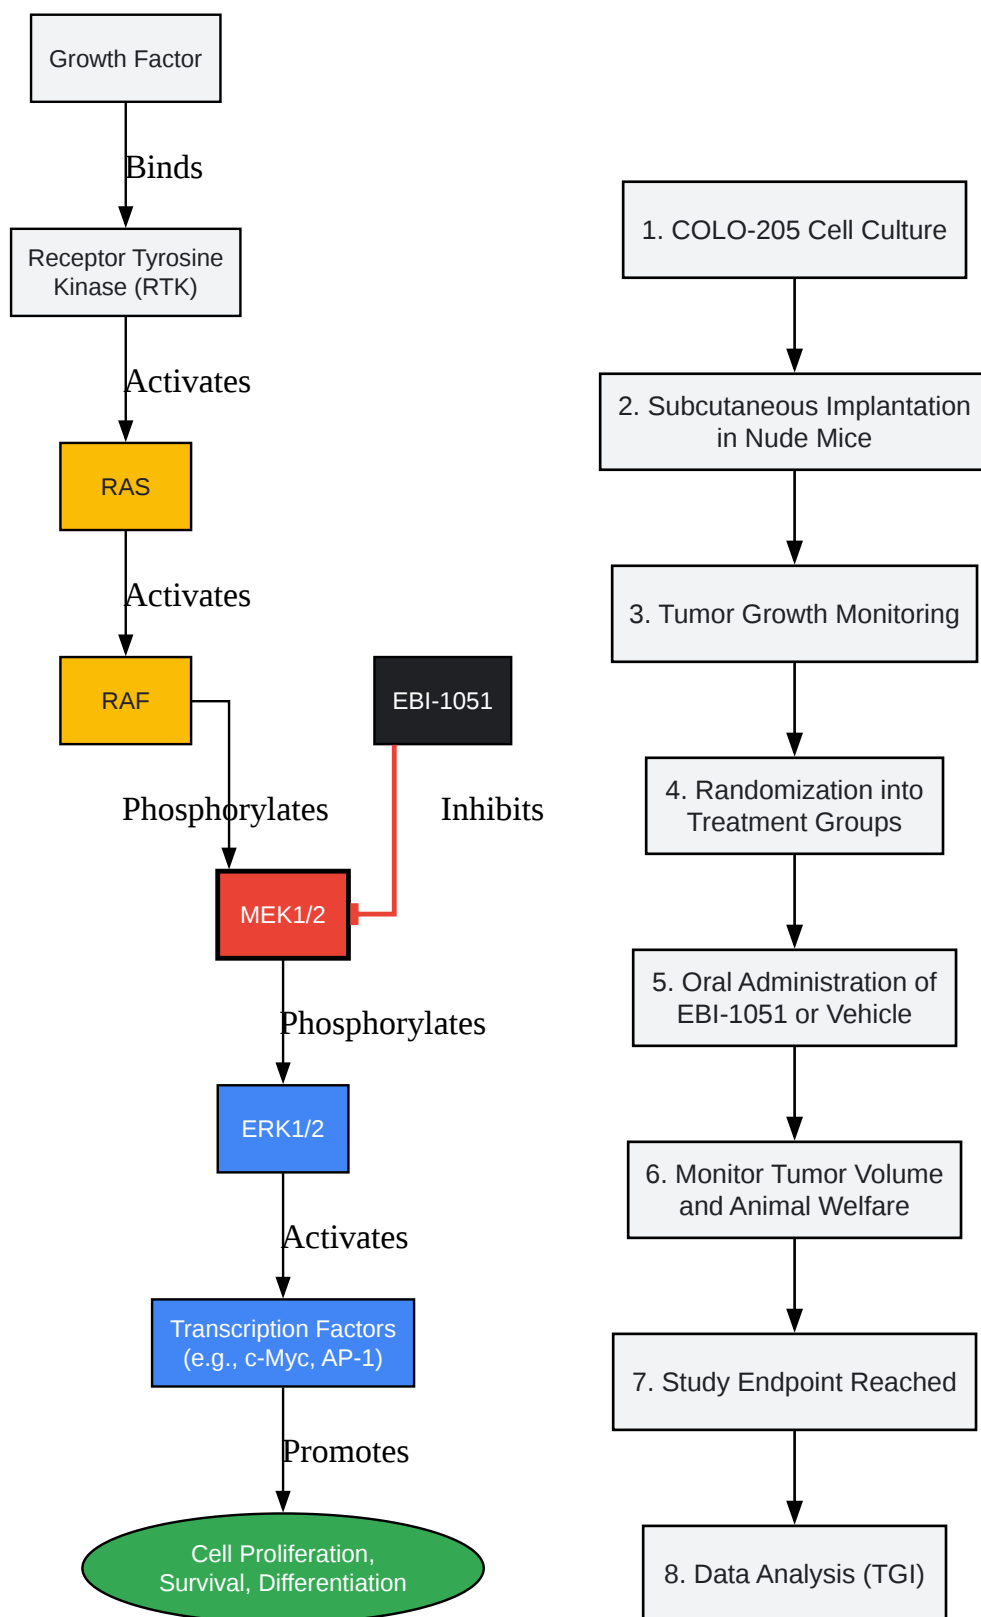 Growth Factor
Binds
Receptor Tyrosine
Kinase (RTK)
Activates
RAS
Activates
RAF
EBI-1051
Phosphorylates
Inhibits
MEK1/2
Phosphorylates
ERK1/2
Activates
Transcription Factors
(e.g., c-Myc, AP-1)
Promotes
Cell Proliferation,
Survival, Differentiation
1. COLO-205 Cell Culture
2. Subcutaneous Implantation
in Nude Mice
3. Tumor Growth Monitoring
4. Randomization into
Treatment Groups
5. Oral Administration of
EBI-1051 or Vehicle
6. Monitor Tumor Volume
and Animal Welfare
7. Study Endpoint Reached
8. Data Analysis (TGI)